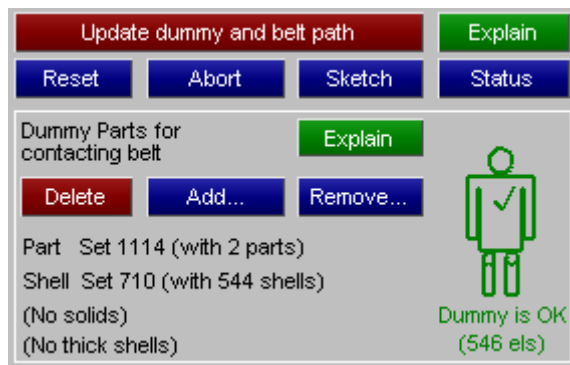 Update dummy and belt path
Explain
Reset
Abort
Sketch
Status
Dummy Parts for
contacting belt
Explain
Delete
Add...
Remove...
Part Set 1114 (with 2 parts)
Shell Set 710 (with 544 shells)
(No solids)
(No thick shells)
Dummy is OK
(546 els)